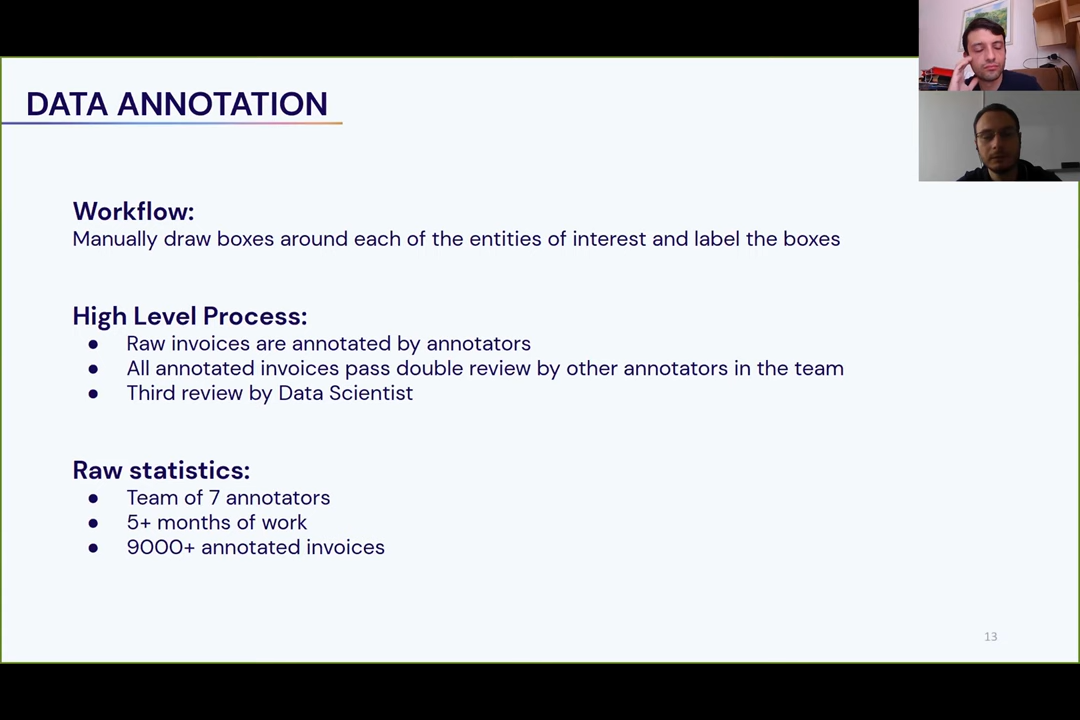 DATA ANNOTATION
Workflow:
Manually draw boxes around each of the entities of interest and label the boxes
High Level Process:
● Raw invoices are annotated by annotators
● All annotated invoices pass double review by other annotators in the team
● Third review by Data Scientist
Raw statistics:
● Team of 7 annotators
● 5+ months of work
● 9000+ annotated invoices
13